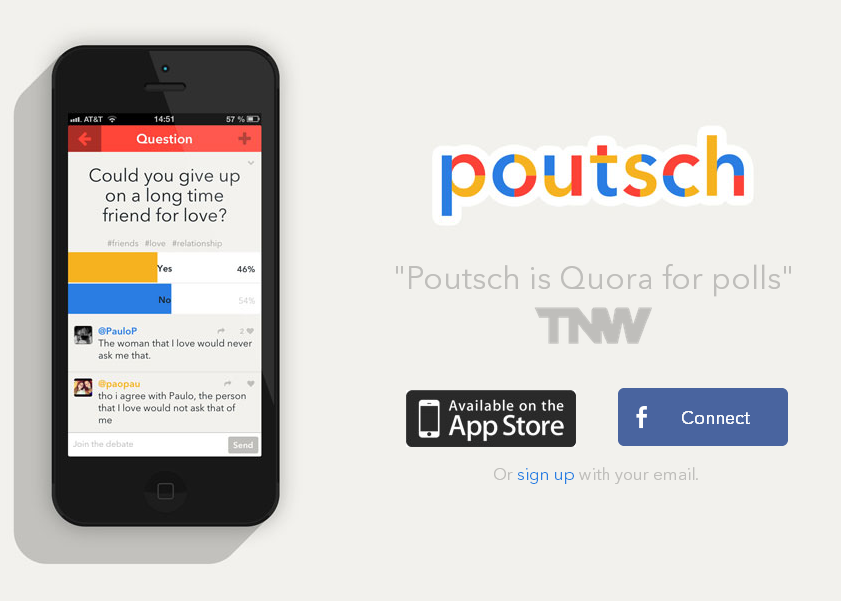 AT&T 14:51 57 %
Question
Could you give up
on a long time
friend for love?
#friends #love #relationship
Yes 46%
No 54%
@PauloP 2
The woman that I love would never
ask me that.
@paopau
tho i agree with Paulo, the person
that I love would not ask that of
me
Join the debate Send
poutsch
"Poutsch is Quora for polls"
TNW
Available on the
App Store
f Connect
Or sign up with your email.